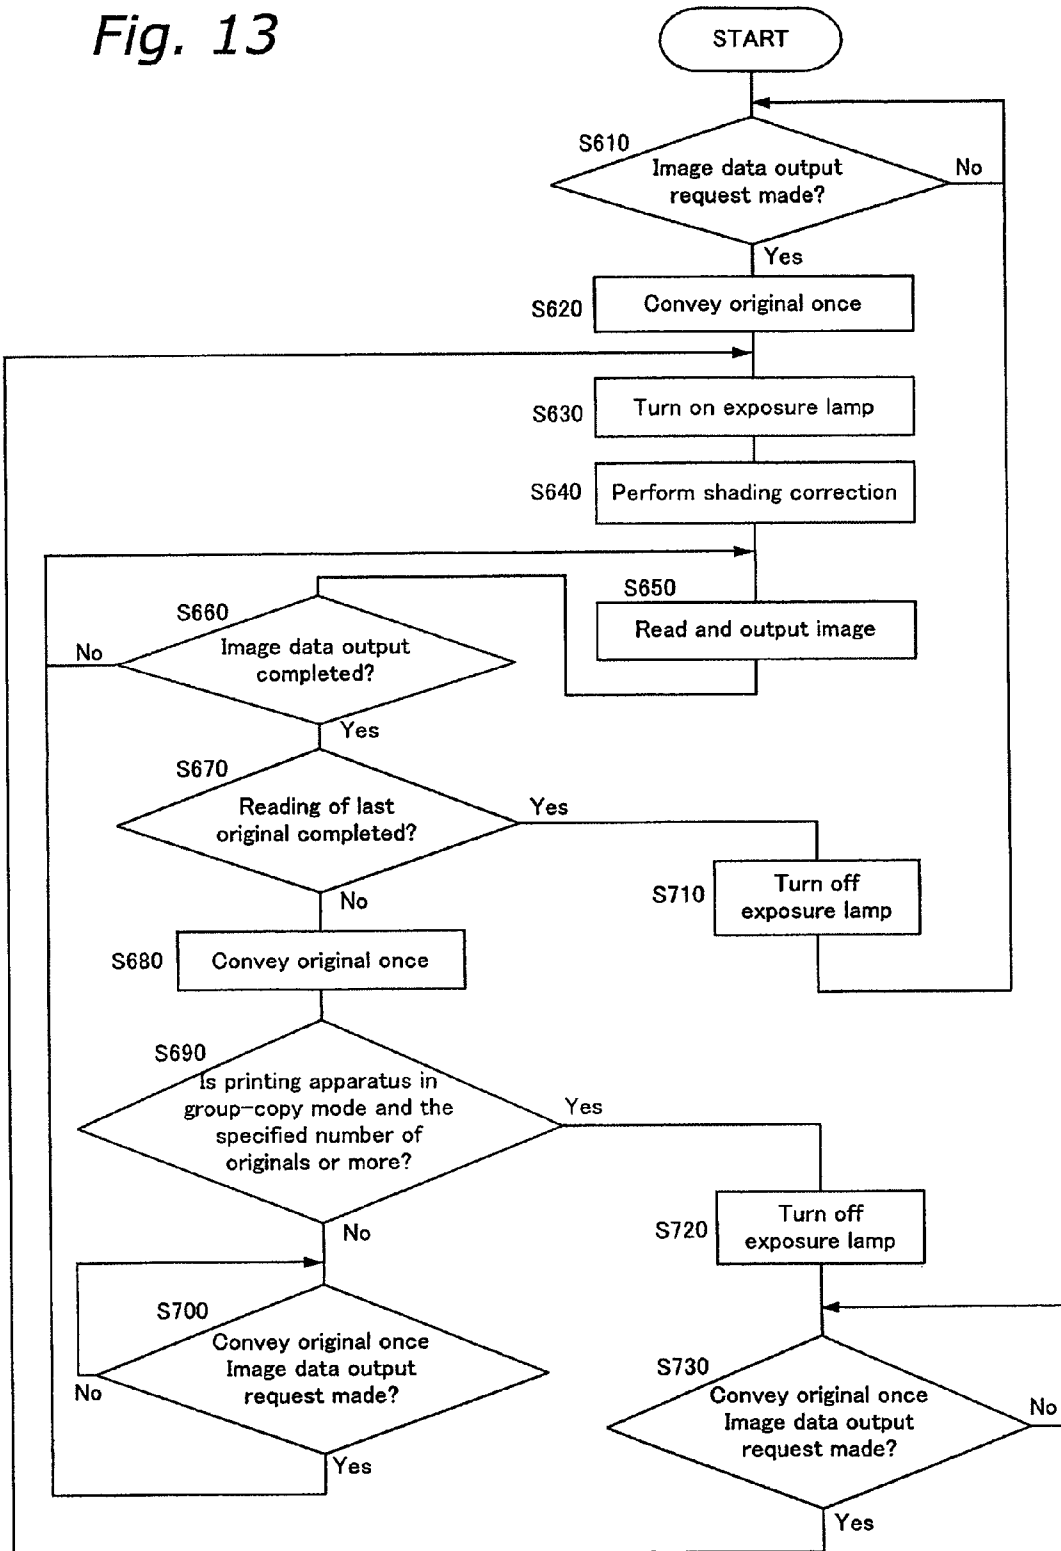 Fig. 13
START
S610
Image data output
request made?
No
Yes
S620
Convey original once
S630
Turn on exposure lamp
S640
Perform shading correction
S650
Read and output image
S660
Image data output
completed?
No
Yes
S670
Reading of last
original completed?
Yes
No
S710
Turn off
exposure lamp
S680
Convey original once
S690
Is printing apparatus in
group-copy mode and the
specified number of
originals or more?
Yes
No
S720
Turn off
exposure lamp
S700
Convey original once
Image data output
request made?
No
Yes
S730
Convey original once
Image data output
request made?
No
Yes